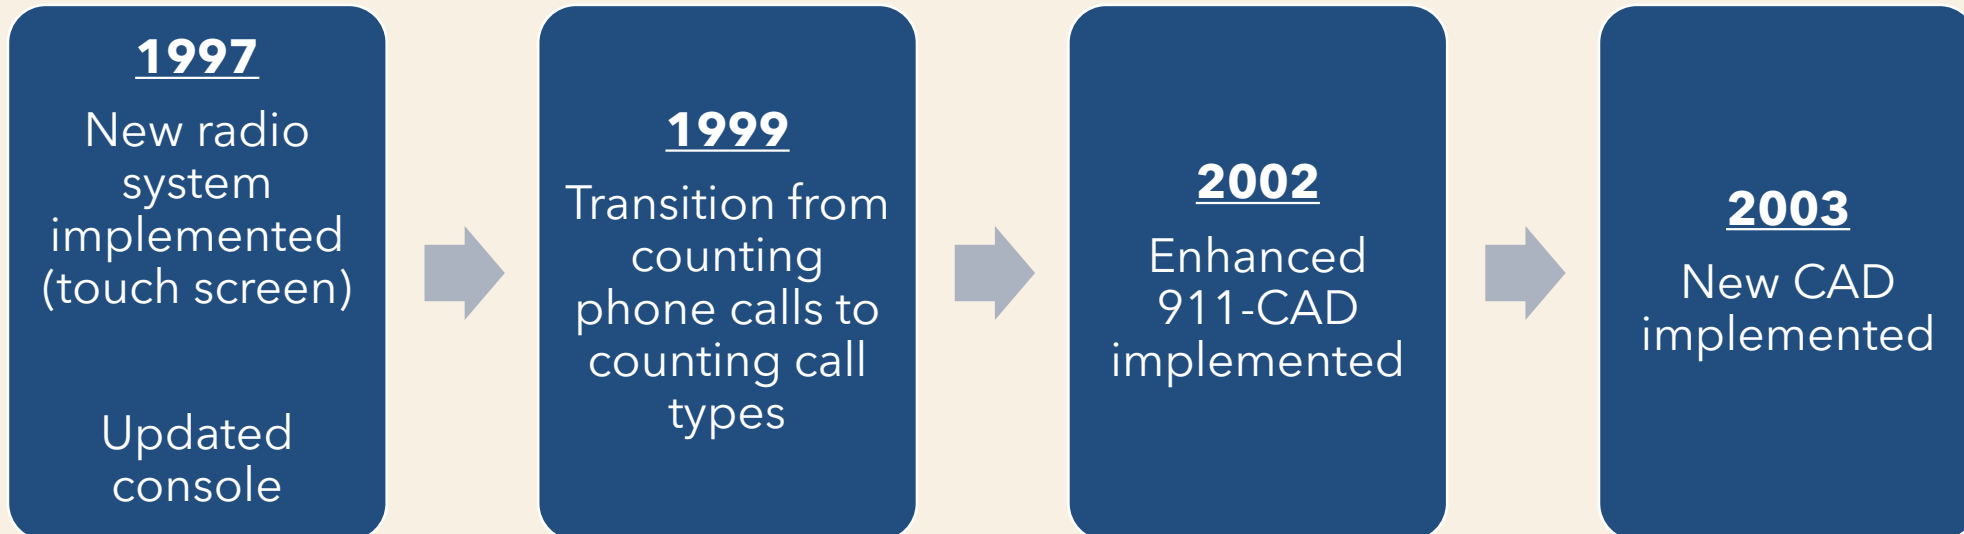 1997
New radio
system
implemented
(touch screen)
Updated
console
1999
Transition from
counting
phone calls to
counting call
types
2002
Enhanced
911-CAD
implemented
2003
New CAD
implemented